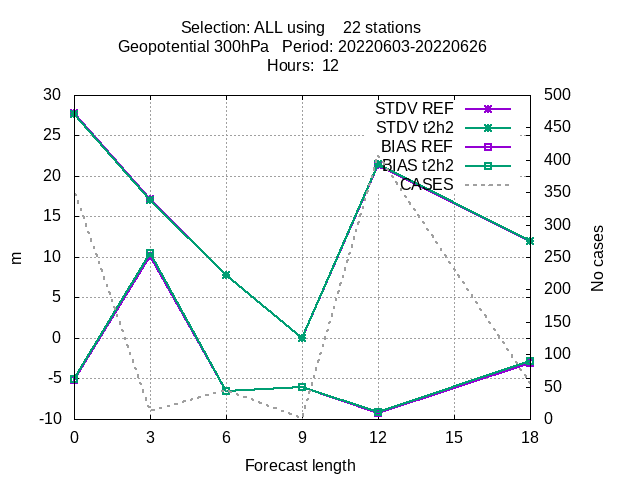 Selection: ALL using 22 stations
Geopotential 300hPa Period: 20220603-20220626
Hours: 12
30
25
20
15
10
5
0
-5
-10
m
STDV REF
STDV t2h2
BIAS REF
BIAS t2h2
CASES
500
450
400
350
300
250
200
150
100
50
0
No cases
0 3 6 9 12 15 18
Forecast length